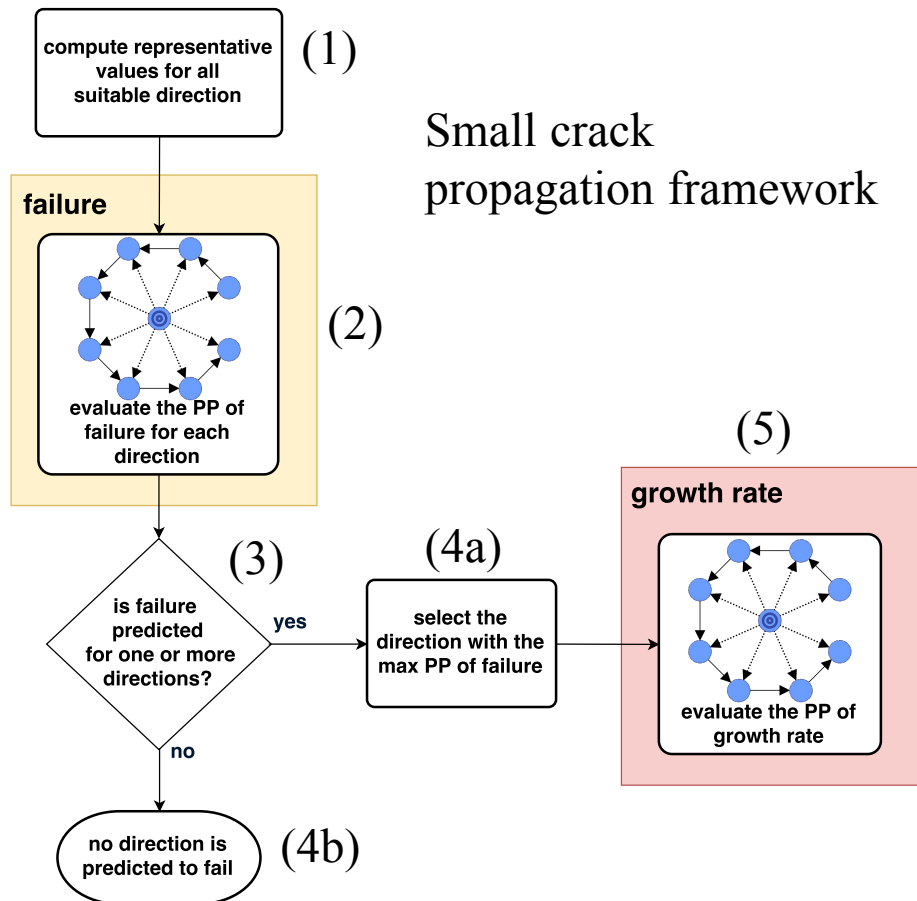 compute representative
values for all
suitable direction
(1)
Small crack
propagation framework
failure
(2)
evaluate the PP of
failure for each
direction
(3)
is failure
predicted
for one or more
directions?
yes
no
(4a)
select the
direction with the
max PP of failure
(5)
growth rate
evaluate the PP of
growth rate
no direction is
predicted to fail
(4b)